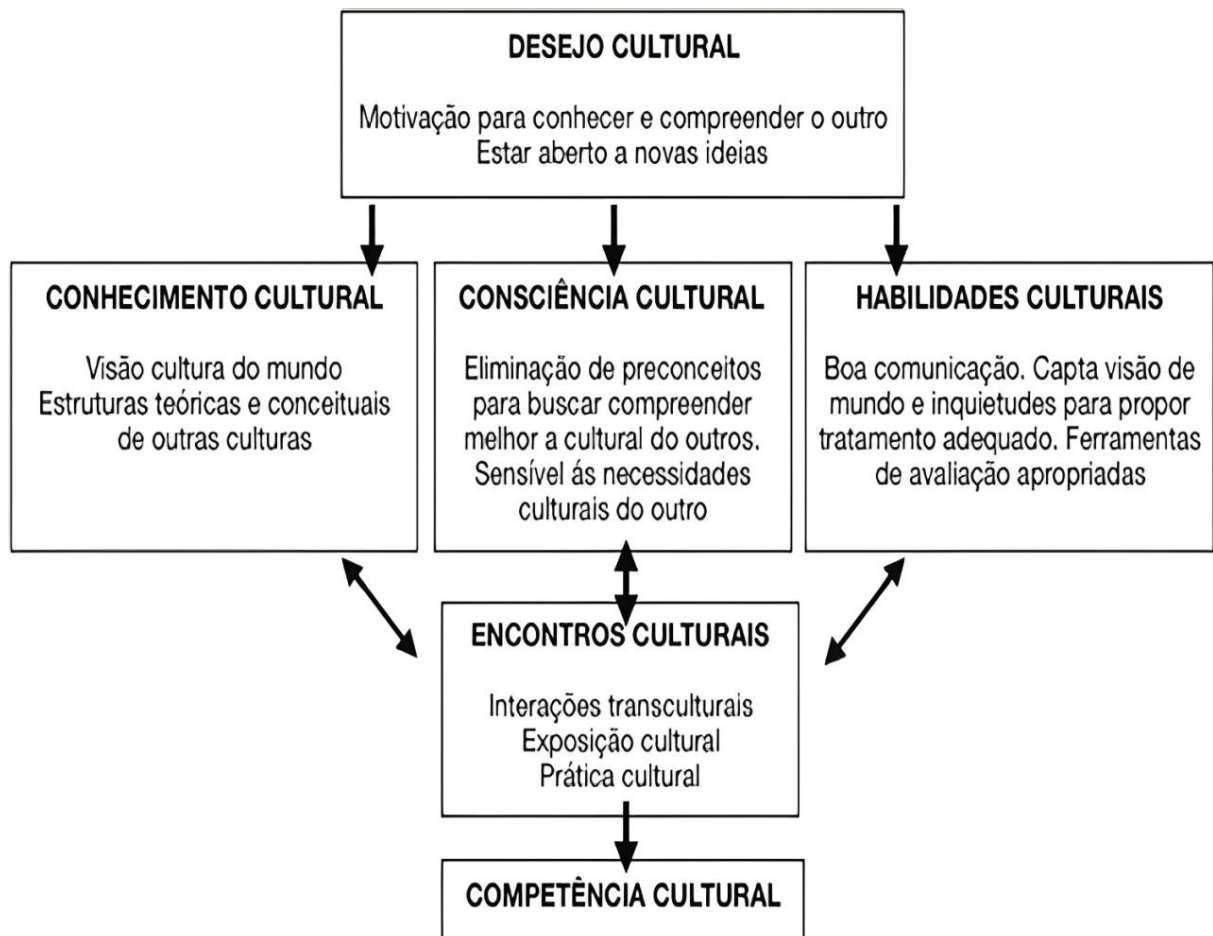 DESEJO CULTURAL
Motivação para conhecer e compreender o outro
Estar aberto a novas ideias
CONHECIMENTO CULTURAL
Visão cultura do mundo
Estruturas teóricas e conceituais
de outras culturas
CONSCIÊNCIA CULTURAL
Eliminação de preconceitos
para buscar compreender
melhor a cultural do outros.
Sensível ás necessidades
culturais do outro
HABILIDADES CULTURAIS
Boa comunicação. Capta visão de
mundo e inquietudes para propor
tratamento adequado. Ferramentas
de avaliação apropriadas
ENCONTROS CULTURAIS
Interações transculturais
Exposição cultural
Prática cultural
COMPETÊNCIA CULTURAL